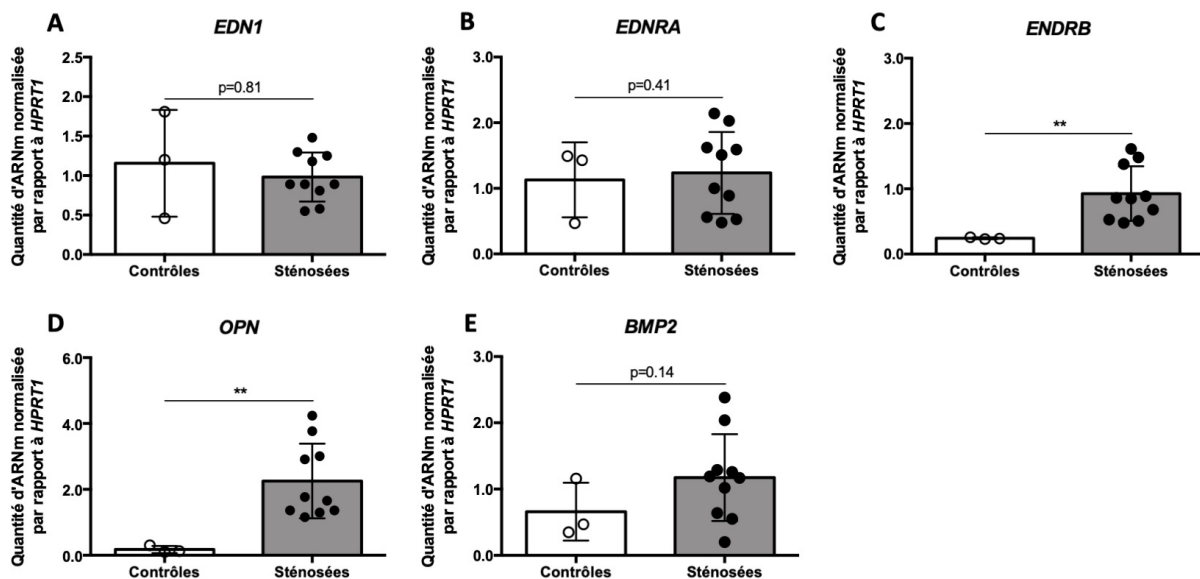 A
EDN1
Quantité d'ARNm normalisée
par rapport à HPRT1
2.5
2.0
1.5
1.0
0.5
0.0
p=0.81
Contrôles
Sténosées
B
EDNRA
Quantité d'ARNm normalisée
par rapport à HPRT1
3.0
2.0
1.0
0.0
p=0.41
Contrôles
Sténosées
C
ENDRB
Quantité d'ARNm normalisée
par rapport à HPRT1
3.0
2.0
1.0
0.0
**
Contrôles
Sténosées
D
OPN
Quantité d'ARNm normalisée
par rapport à HPRT1
6.0
4.0
2.0
0.0
**
Contrôles
Sténosées
E
BMP2
Quantité d'ARNm normalisée
par rapport à HPRT1
3.0
2.0
1.0
0.0
p=0.14
Contrôles
Sténosées